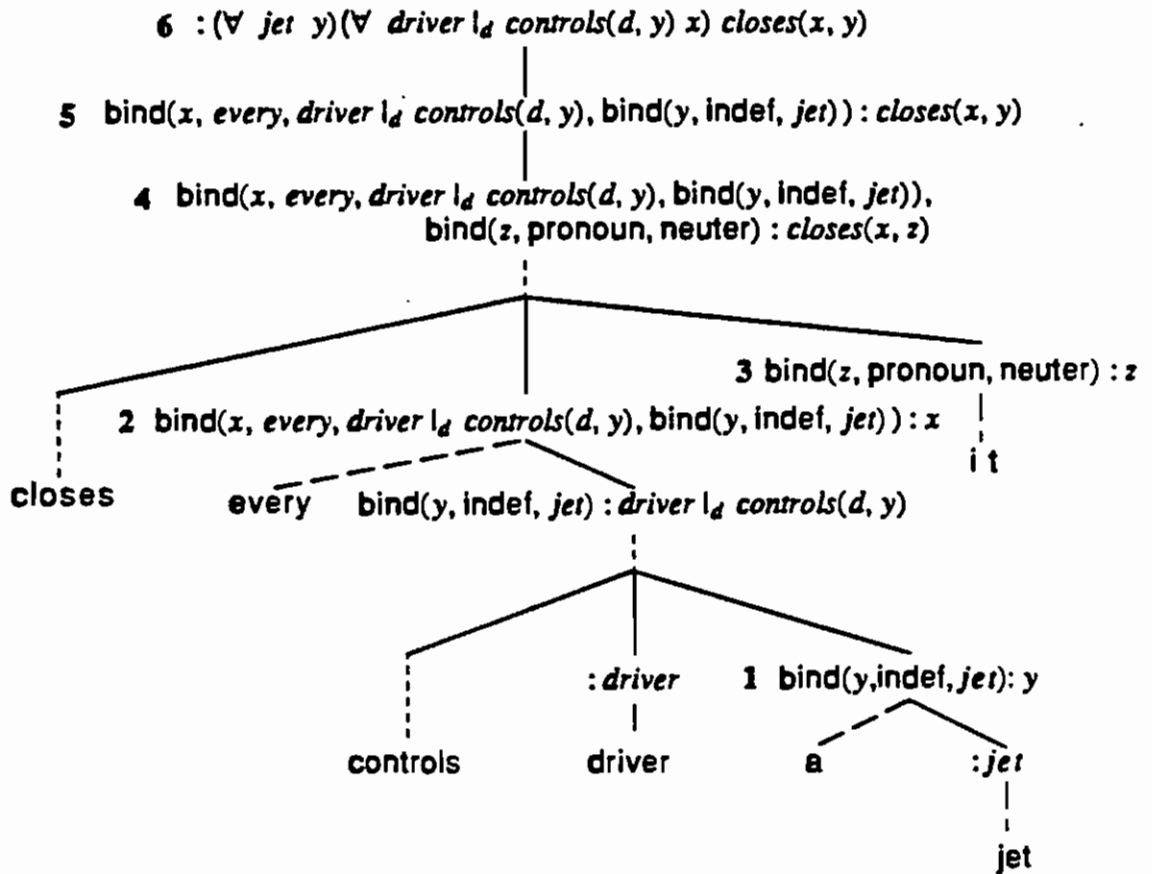 6 :(∀ jet y)(∀ driver |d controls(d, y) x) closes(x, y)
5 bind(x, every, driver |d controls(d, y), bind(y, indef, jet)) : closes(x, y)
4 bind(x, every, driver |d controls(d, y), bind(y, indef, jet)),
bind(z, pronoun, neuter) : closes(x, z)
3 bind(z, pronoun, neuter) : z
2 bind(x, every, driver |d controls(d, y), bind(y, indef, jet)) : x
it
closes every bind(y, indef, jet) : driver |d controls(d, y)
:driver 1 bind(y,indef, jet): y
controls driver a :jet
jet